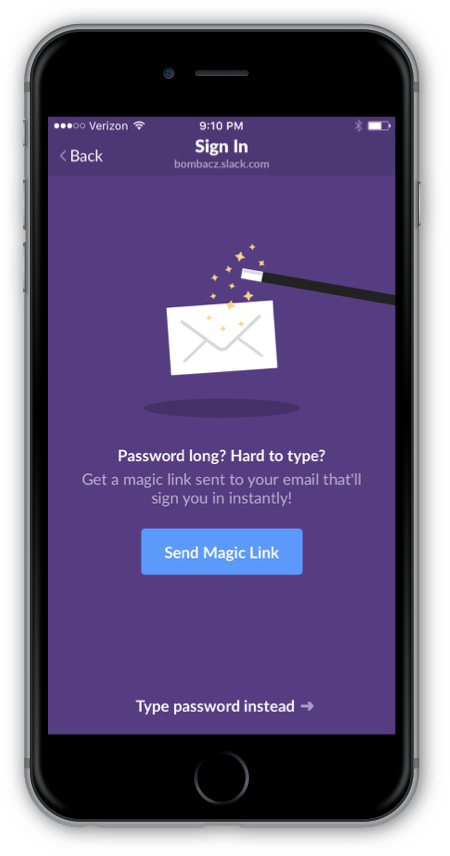 Verizon 9:10 PM
Sign In
Back
bombacz.slack.com
Password long? Hard to type?
Get a magic link sent to your email that'll
sign you in instantly!
Send Magic Link
Type password instead →